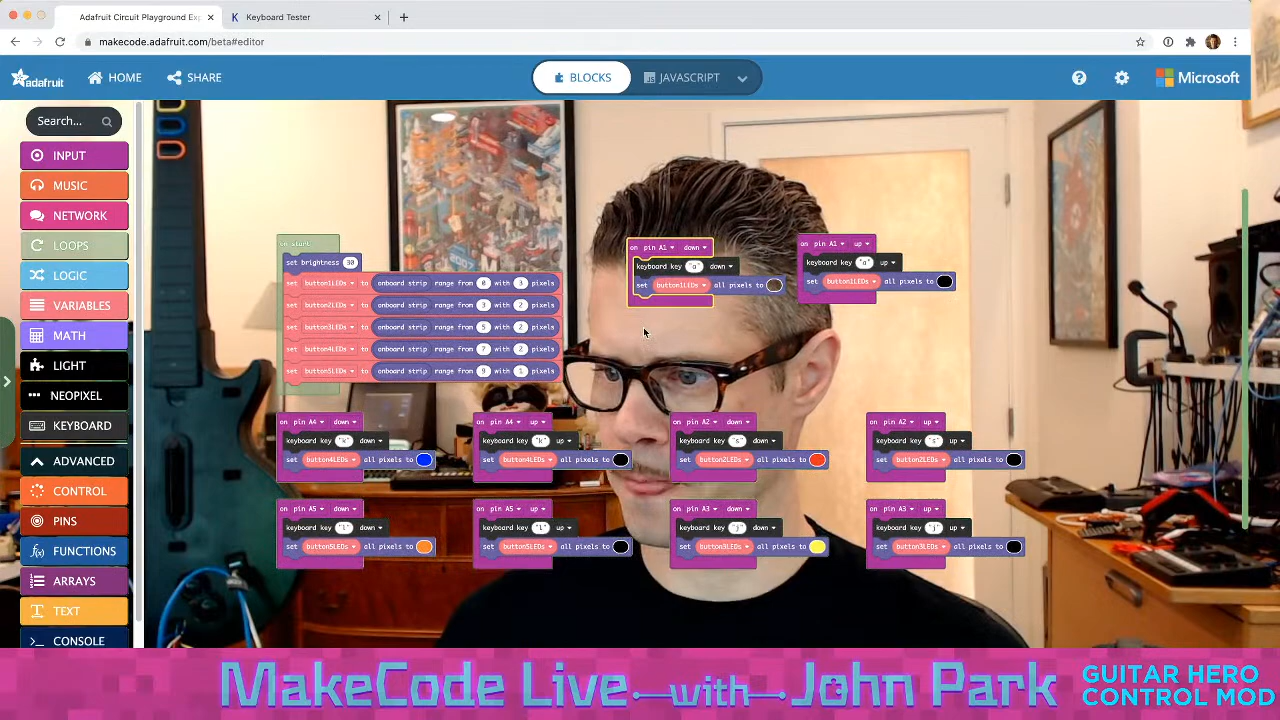 Adafruit Circuit Playground Exp
Keyboard Tester
makecode.adafruit.com/beta#editor
adafruit
HOME
SHARE
BLOCKS
JAVASCRIPT
Microsoft
Search...
INPUT
MUSIC
NETWORK
LOOPS
LOGIC
VARIABLES
MATH
LIGHT
NEOPIXEL
KEYBOARD
ADVANCED
CONTROL
PINS
FUNCTIONS
ARRAYS
TEXT
CONSOLE
on start
set brightness 30
set button1LEDs to onboard strip range from 0 with 3 pixels
set button2LEDs to onboard strip range from 3 with 2 pixels
set button3LEDs to onboard strip range from 5 with 2 pixels
set button4LEDs to onboard strip range from 7 with 2 pixels
set button5LEDs to onboard strip range from 9 with 1 pixels
on pin A1 down
keyboard key "a" down
set button1LEDs all pixels to
on pin A1 up
keyboard key "a" up
set button1LEDs all pixels to
on pin A4 down
keyboard key "k" down
set button4LEDs all pixels to
on pin A4 up
keyboard key "k" up
set button4LEDs all pixels to
on pin A2 down
keyboard key "s" down
set button2LEDs all pixels to
on pin A2 up
keyboard key "s" up
set button2LEDs all pixels to
on pin A5 down
keyboard key "l" down
set button5LEDs all pixels to
on pin A5 up
keyboard key "l" up
set button5LEDs all pixels to
on pin A3 down
keyboard key "j" down
set button3LEDs all pixels to
on pin A3 up
keyboard key "j" up
set button3LEDs all pixels to
MakeCode Live with John Park
GUITAR HERO
CONTROL MOD